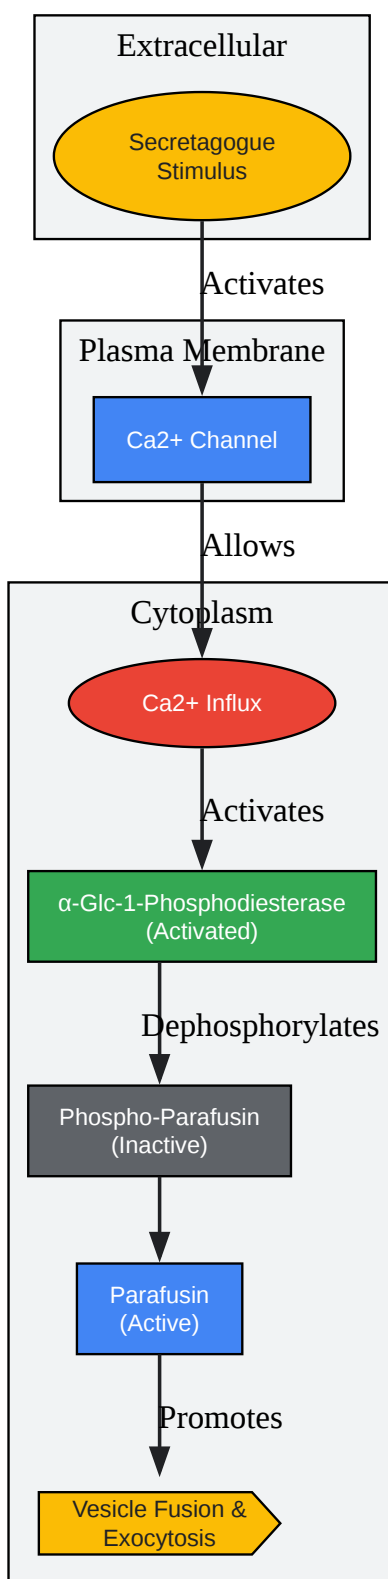 Extracellular
Secretagogue
Stimulus
Activates
Plasma Membrane
Ca2+ Channel
Allows
Cytoplasm
Ca2+ Influx
Activates
α-Glc-1-Phosphodiesterase
(Activated)
Dephosphorylates
Phospho-Parafusin
(Inactive)
Parafusin
(Active)
Promotes
Vesicle Fusion &
Exocytosis